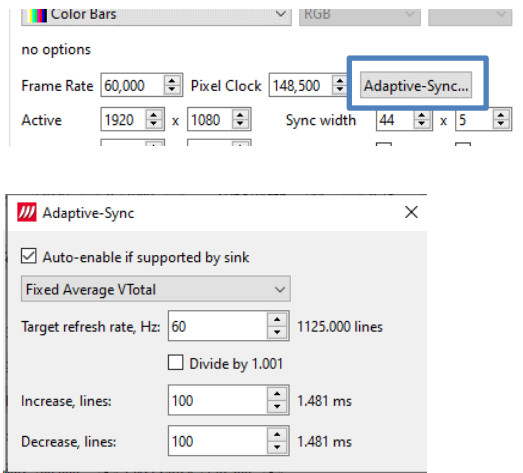 Color Bars RGB
no options
Frame Rate 60,000 Pixel Clock 148,500 Adaptive-Sync...
Active 1920 x 1080 Sync width 44 x 5
Adaptive-Sync
Auto-enable if supported by sink
Fixed Average VTotal
Target refresh rate, Hz: 60 1125.000 lines
Divide by 1.001
Increase, lines: 100 1.481 ms
Decrease, lines: 100 1.481 ms